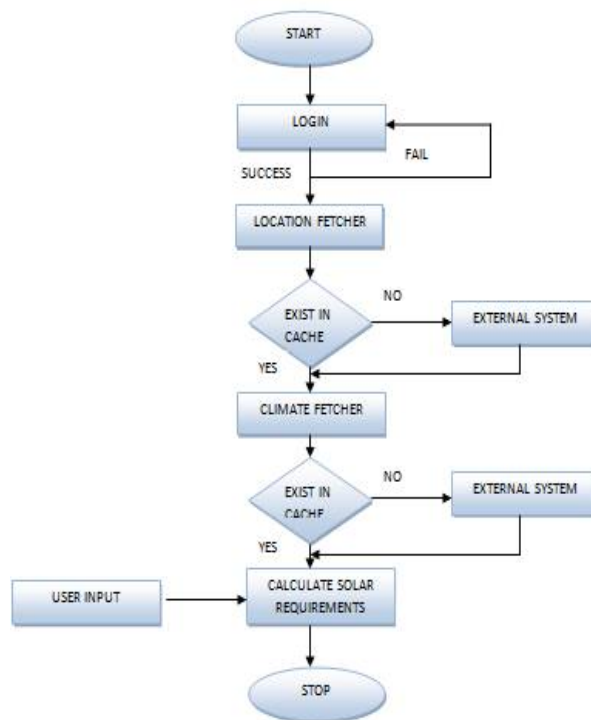 START
LOGIN
FAIL
SUCCESS
LOCATION FETCHER
NO
EXIST IN
CACHE
EXTERNAL SYSTEM
YES
CLIMATE FETCHER
NO
EXIST IN
CACHE
EXTERNAL SYSTEM
YES
USER INPUT
CALCULATE SOLAR
REQUIREMENTS
STOP